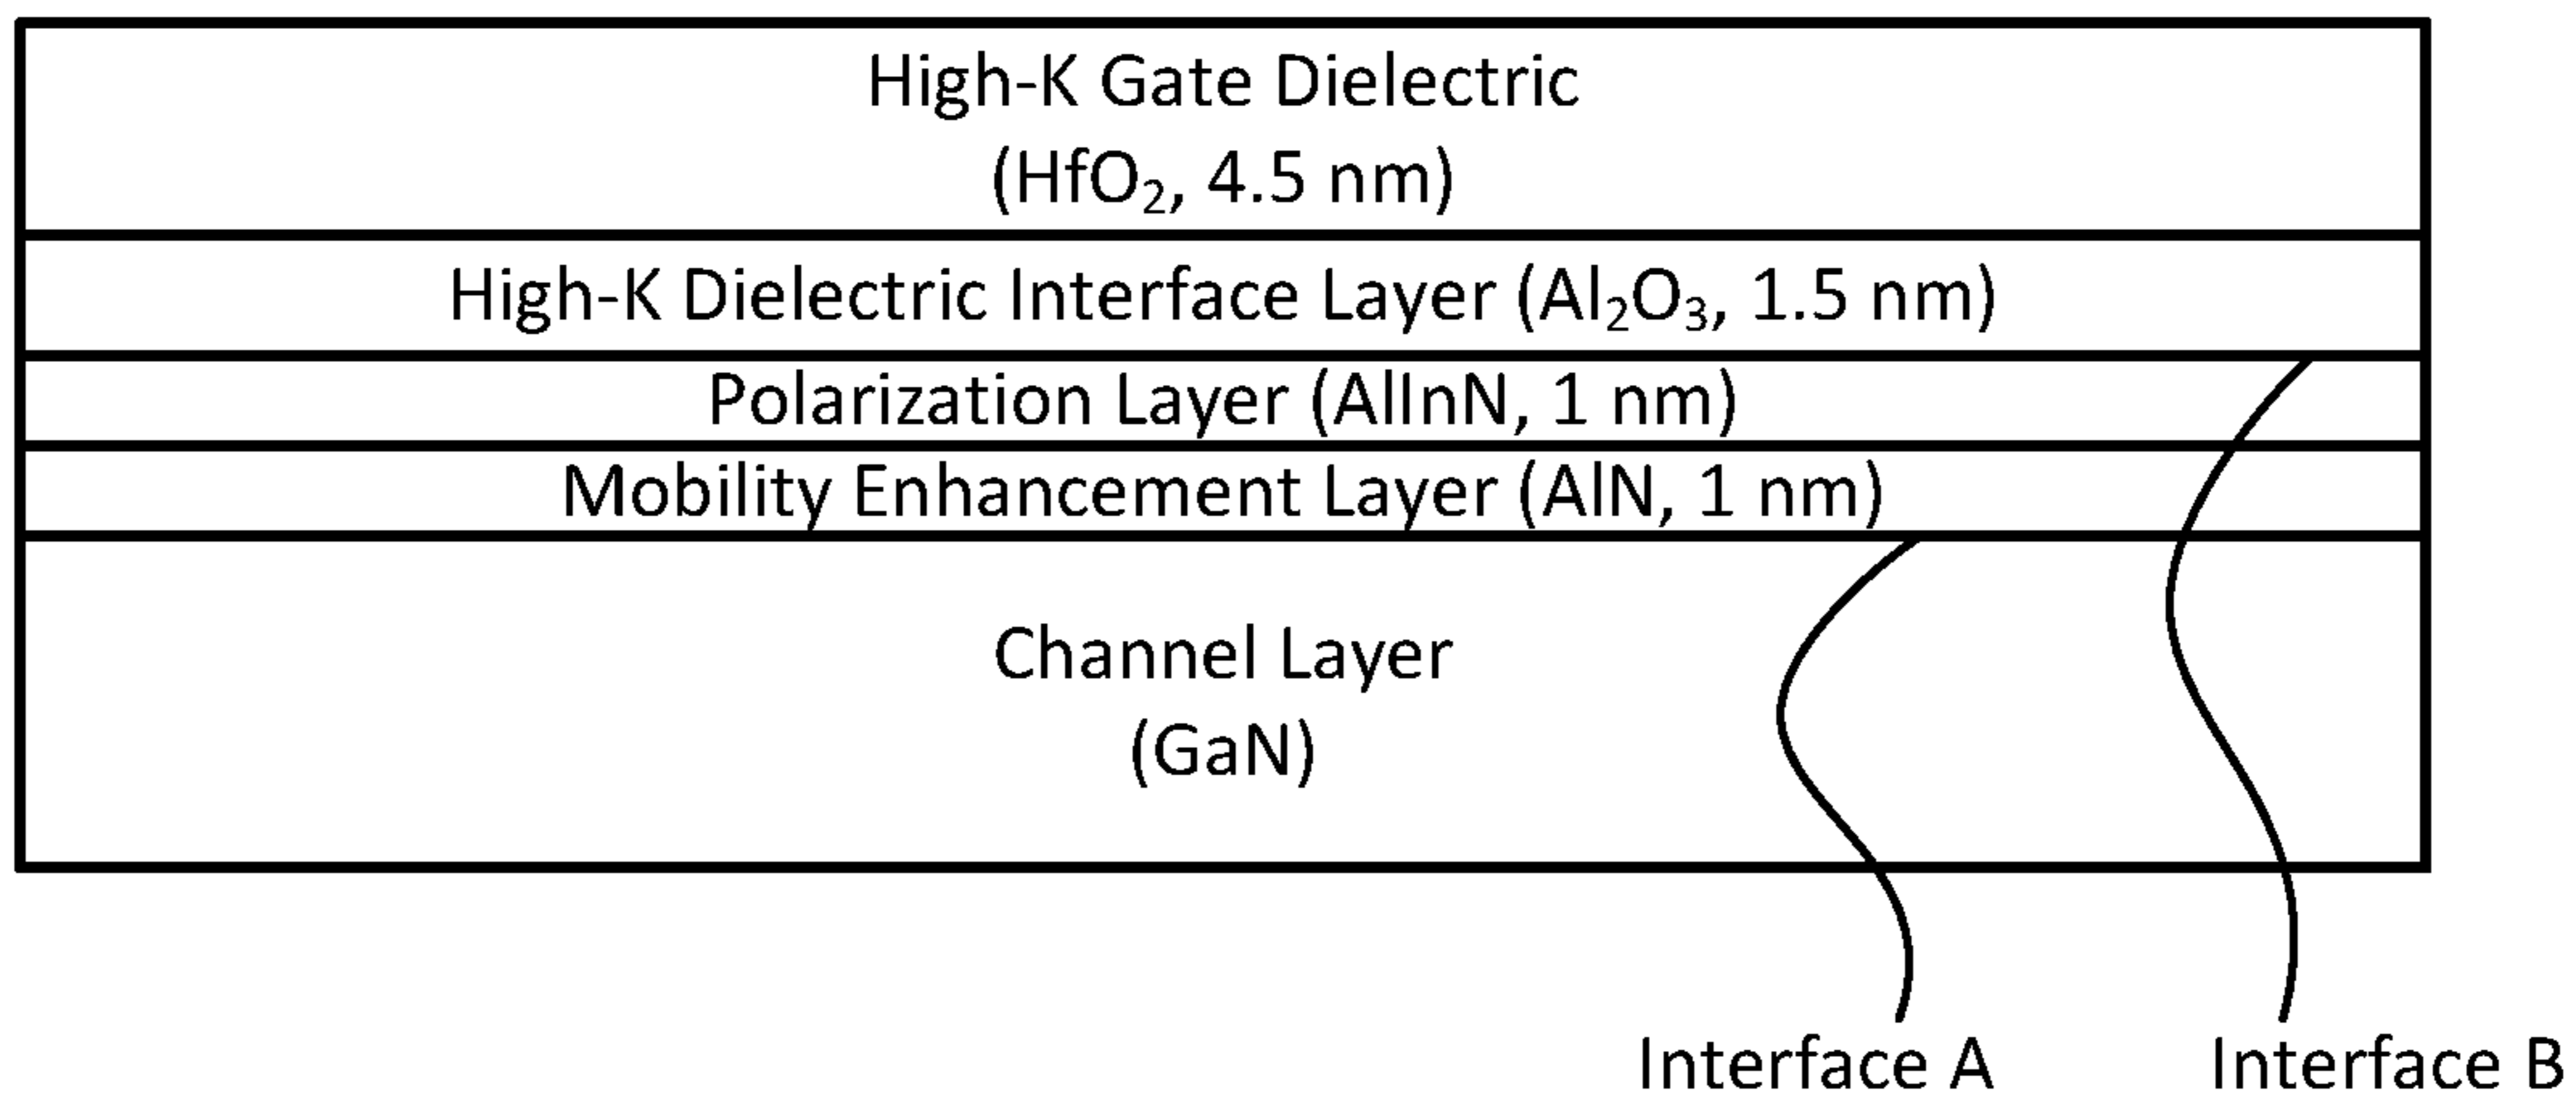 High-K Gate Dielectric
(HfO₂, 4.5 nm)
High-K Dielectric Interface Layer (Al₂O₃, 1.5 nm)
Polarization Layer (AlInN, 1 nm)
Mobility Enhancement Layer (AlN, 1 nm)
Channel Layer
(GaN)
Interface A
Interface B